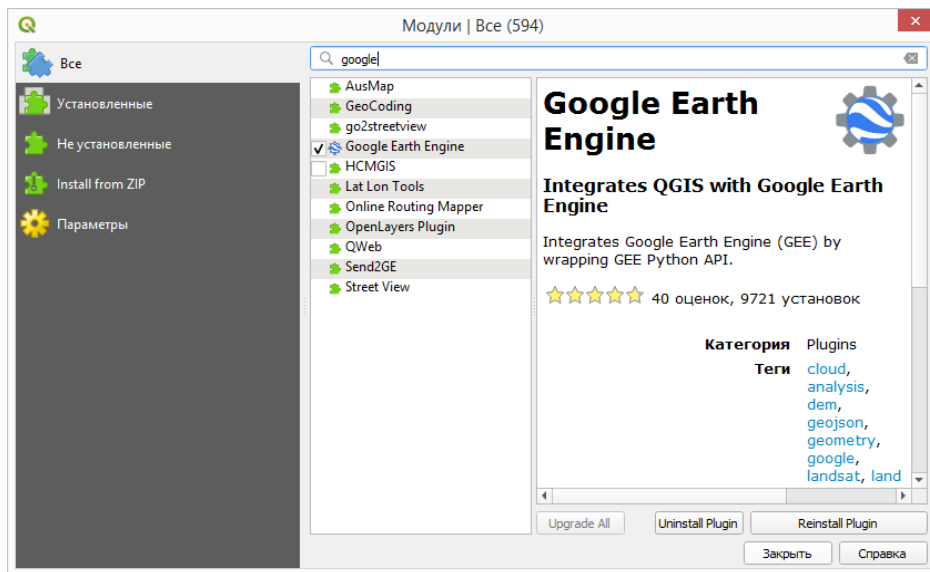 Модули | Все (594)
Все
Установленные
Не установленные
Install from ZIP
Параметры
google
AusMap
GeoCoding
go2streetview
Google Earth Engine
HCMGIS
Lat Lon Tools
Online Routing Mapper
OpenLayers Plugin
QWeb
Send2GE
Street View
Google Earth
Engine
Integrates QGIS with Google Earth
Engine
Integrates Google Earth Engine (GEE) by
wrapping GEE Python API.
40 оценок, 9721 установок
Категория Plugins
Теги cloud,
analysis,
dem,
geojson,
geometry,
google,
landsat, land
Upgrade All Uninstall Plugin Reinstall Plugin
Закрыть Справка